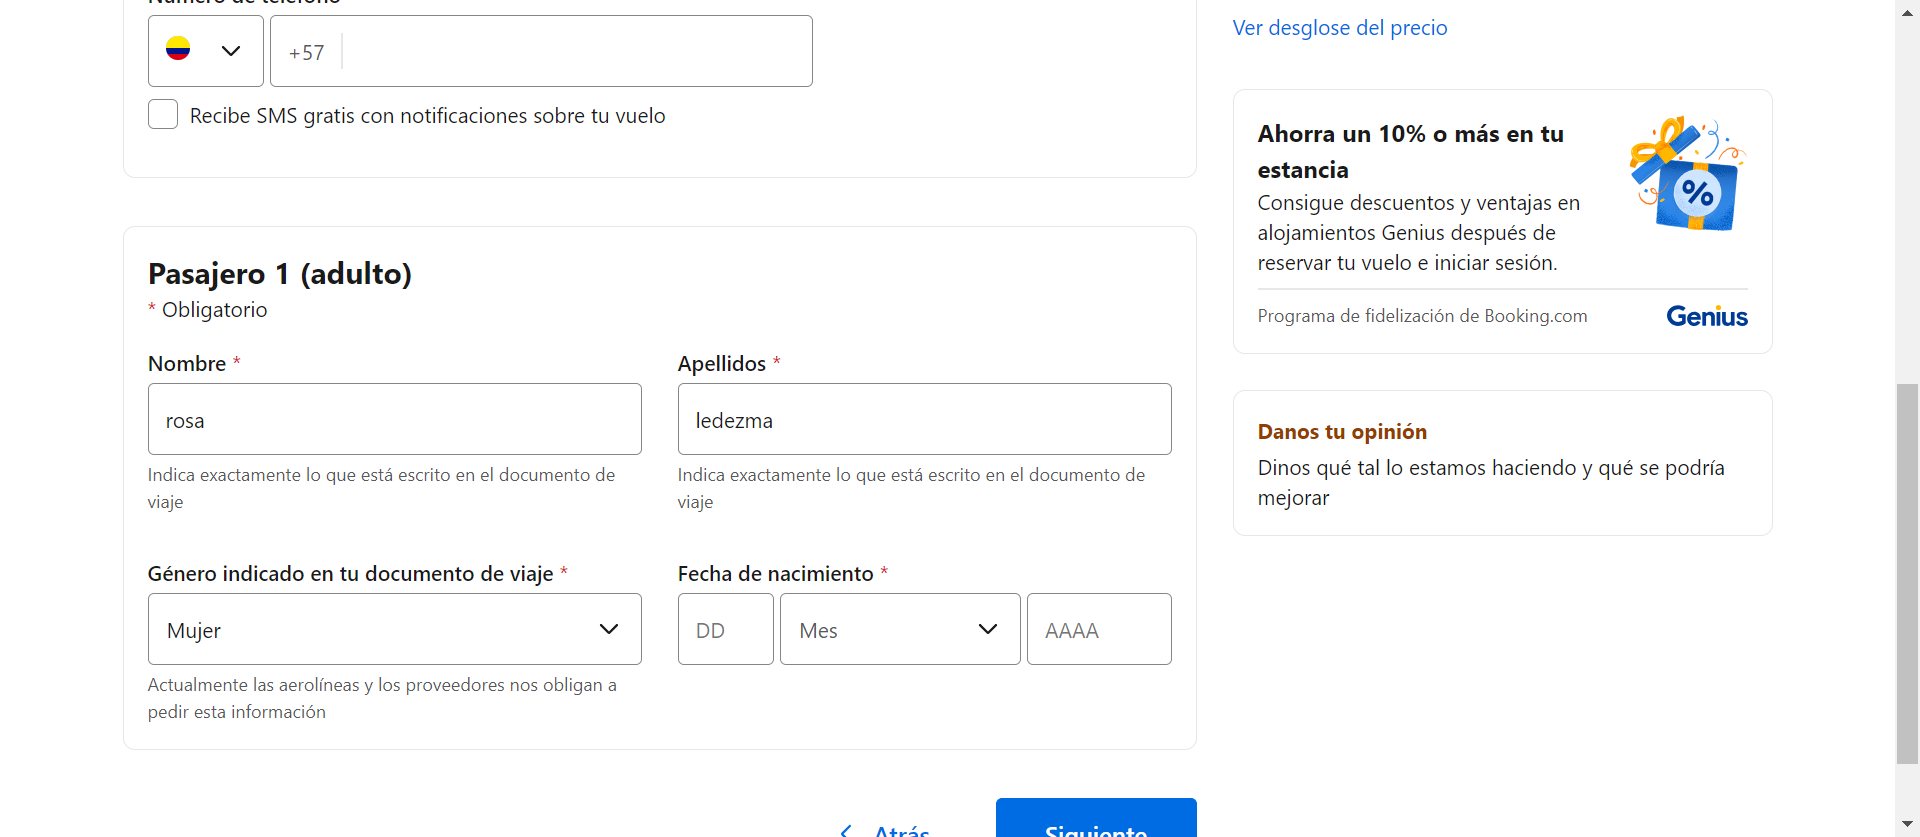 Número de teléfono
+57
Recibe SMS gratis con notificaciones sobre tu vuelo
Pasajero 1 (adulto)
* Obligatorio
Nombre *
Apellidos *
rosa
ledezma
Indica exactamente lo que está escrito en el documento de
viaje
Indica exactamente lo que está escrito en el documento de
viaje
Género indicado en tu documento de viaje *
Fecha de nacimiento *
Mujer
DD
Mes
AAAA
Actualmente las aerolíneas y los proveedores nos obligan a
pedir esta información
Atrás
Siguiente
Ver desglose del precio
Ahorra un 10% o más en tu
estancia
%
Consigue descuentos y ventajas en
alojamientos Genius después de
reservar tu vuelo e iniciar sesión.
Programa de fidelización de Booking.com
Genius
Danos tu opinión
Dinos qué tal lo estamos haciendo y qué se podría
mejorar